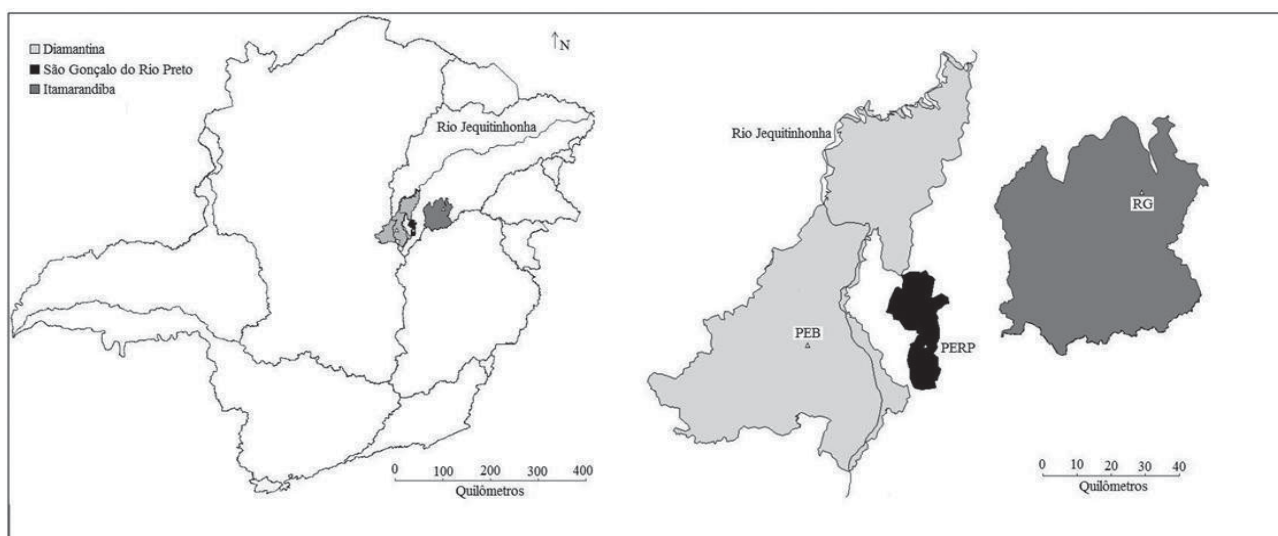 Diamantina
São Gonçalo do Rio Preto
Itamarandiba
N
Rio Jequitinhonha
0 100 200 300 400
Quilômetros
Rio Jequitinhonha
RG
PEB
PERP
0 10 20 30 40
Quilômetros